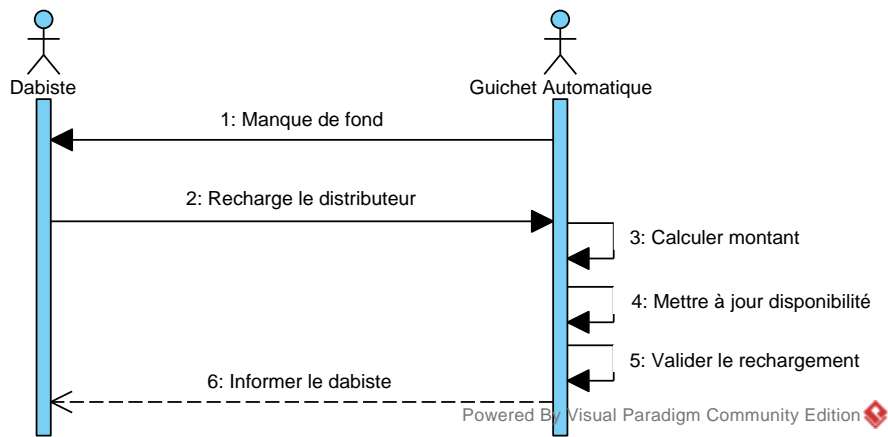 Dabiste
Guichet Automatique
1: Manque de fond
2: Recharge le distributeur
3: Calculer montant
4: Mettre à jour disponibilité
5: Valider le rechargement
6: Informer le dabiste
Powered By Visual Paradigm Community Edition